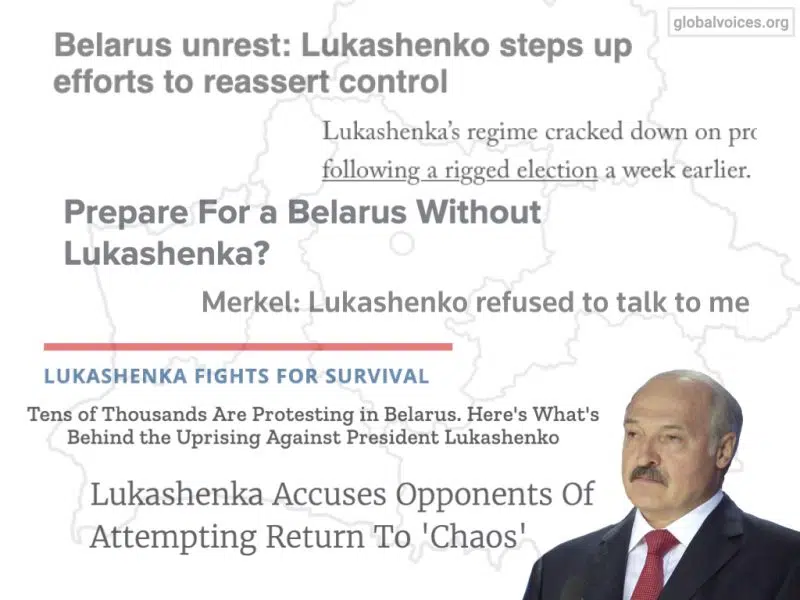 globalvoices.org
Belarus unrest: Lukashenko steps up
efforts to reassert control
Lukashenka's regime cracked down on
following a rigged election a week earlier.
Prepare For a Belarus Without
Lukashenka?
Merkel: Lukashenko refused to talk to me
LUKASHENKA FIGHTS FOR SURVIVAL
Tens of Thousands Are Protesting in Belarus. Here's What's
Behind the Uprising Against President Lukashenko
Lukashenka Accuses Opponents Of
Attempting Return To 'Chaos'